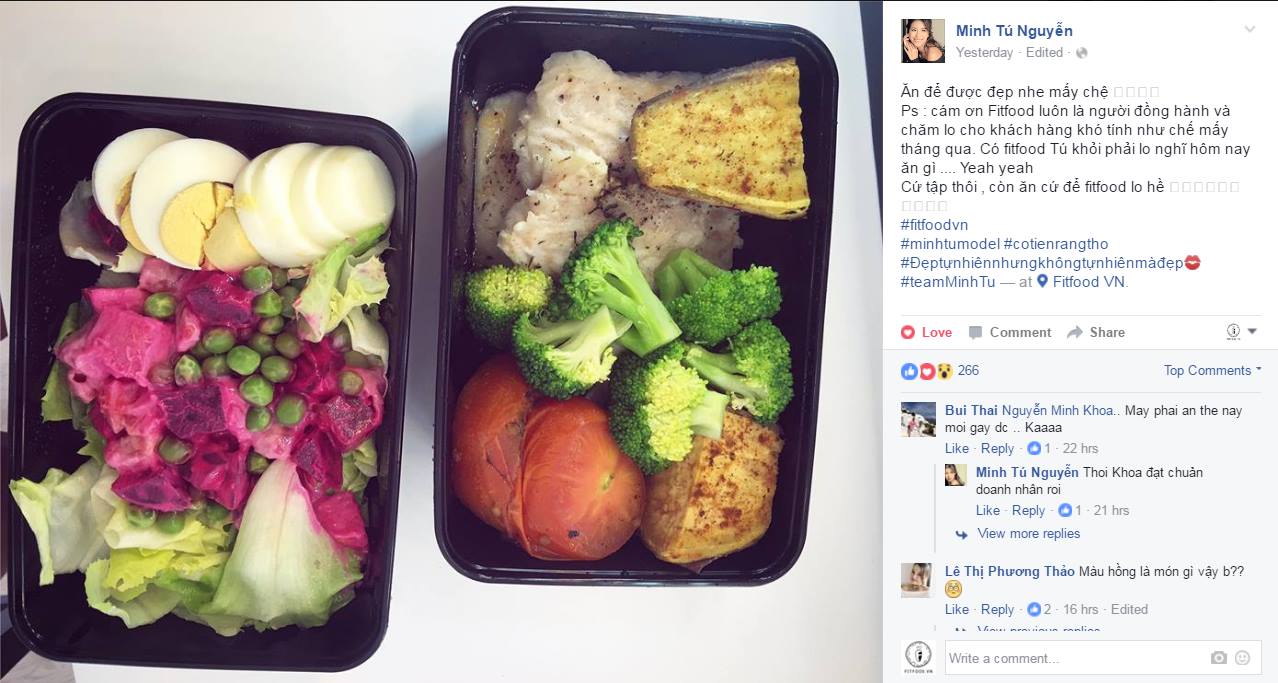 Minh Tú Nguyễn
Yesterday · Edited ·
Ăn để được đẹp nhe mấy chệ
Ps : cám ơn Fitfood luôn là người đồng hành và
chăm lo cho khách hàng khó tính như chế mấy
tháng qua. Có fitfood Tú khỏi phải lo nghĩ hôm nay
ăn gì .... Yeah yeah
Cứ tập thôi , còn ăn cứ để fitfood lo hề
#fitfoodvn
#minhtumodel #cotienrangtho
#Đẹptựnhiênnhưngkhôngtựnhiênmàđẹp
#teamMinhTu — at Fitfood VN.
Love Comment Share
266 Top Comments
Bui Thai Nguyễn Minh Khoa.. May phai an the nay
moi gay dc .. Kaaaa
Like · Reply · 1 · 22 hrs
Minh Tú Nguyễn Thoi Khoa đạt chuản
doanh nhân roi
Like · Reply · 1 · 21 hrs
View more replies
Lê Thị Phương Thảo Màu hồng là món gì vậy b??
Like · Reply · 2 · 16 hrs · Edited
View previous replies
FITFOOD VN
Write a comment...